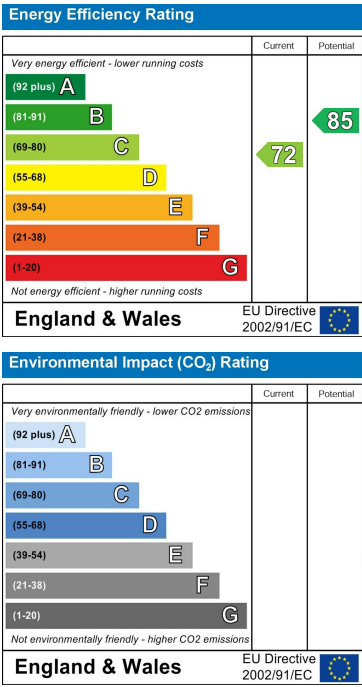 Energy Efficiency Rating
Current Potential
Very energy efficient - lower running costs
(92 plus) A
(81-91) B
85
(69-80) C
72
(55-68) D
(39-54) E
(21-38) F
(1-20) G
Not energy efficient - higher running costs
England & Wales
EU Directive
2002/91/EC
Environmental Impact (CO₂) Rating
Current Potential
Very environmentally friendly - lower CO2 emissions
(92 plus) A
(81-91) B
(69-80) C
(55-68) D
(39-54) E
(21-38) F
(1-20) G
Not environmentally friendly - higher CO2 emissions
England & Wales
EU Directive
2002/91/EC